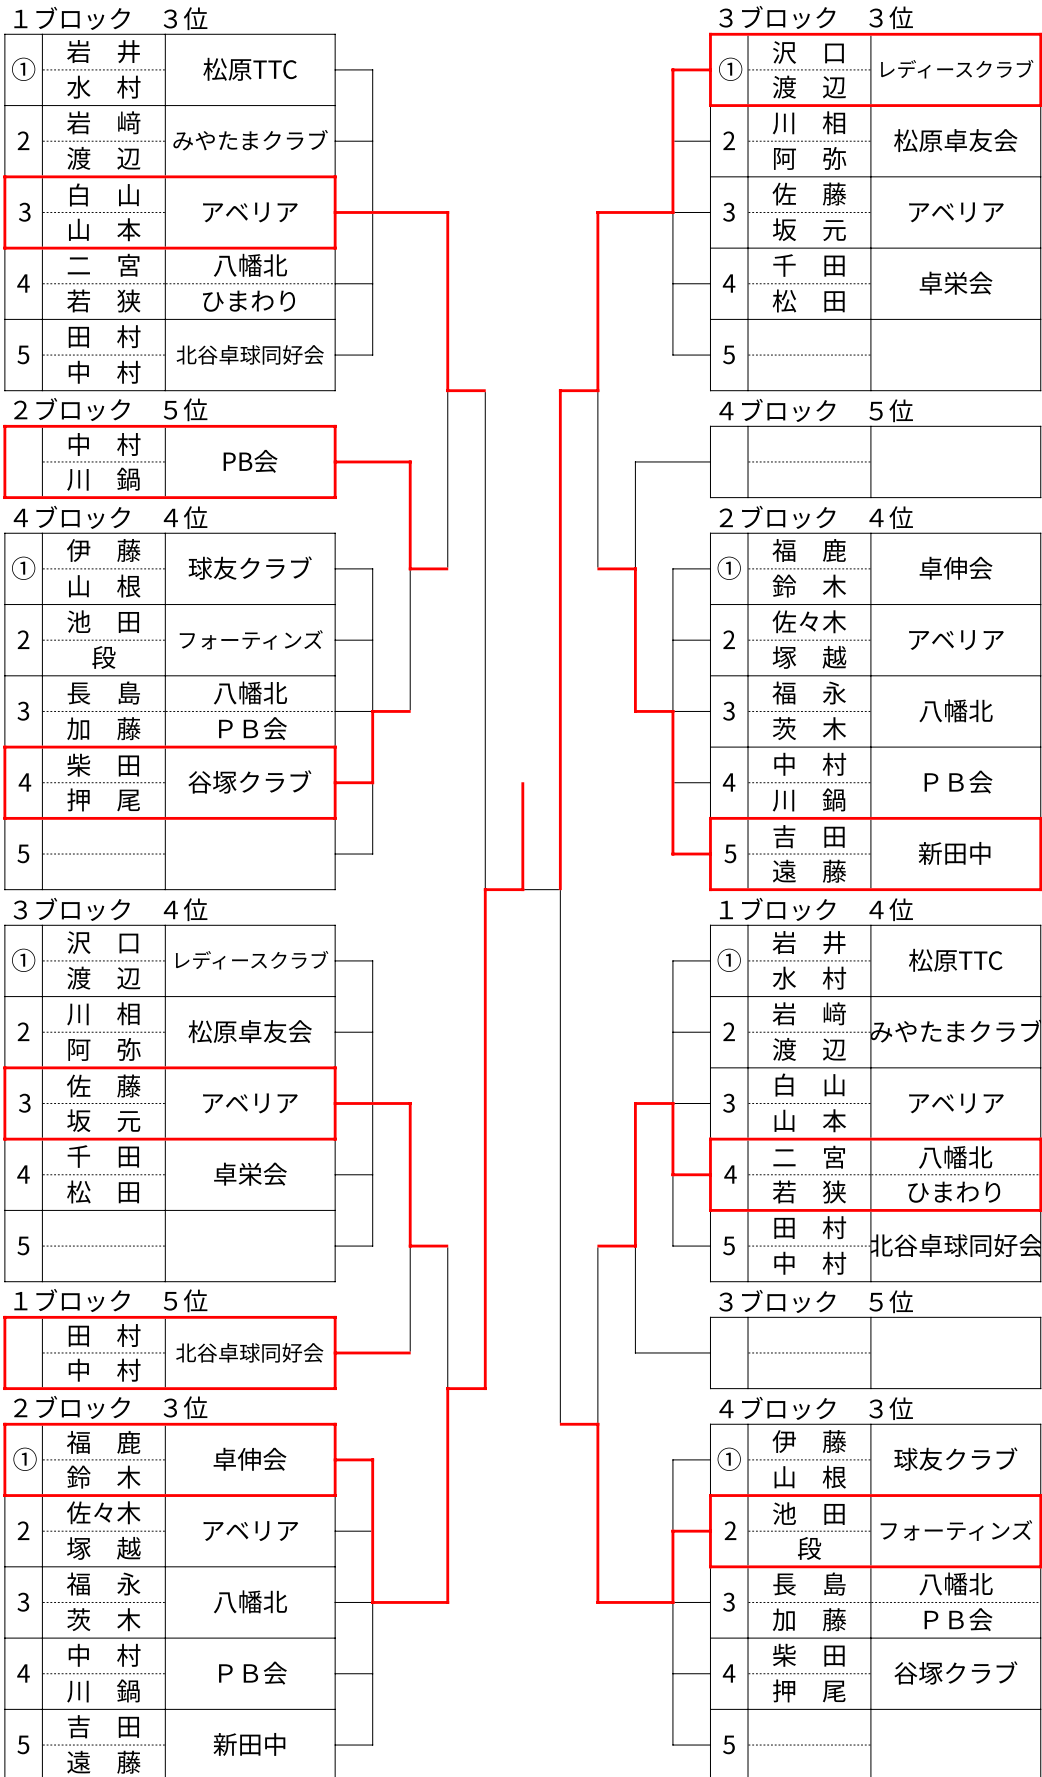 １ブロック　３位
① 岩　井 松原TTC
水　村
2 岩　﨑 みやたまクラブ
渡　辺
3 白　山 アベリア
山　本
4 二　宮 八幡北
若　狭 ひまわり
5 田　村 北谷卓球同好会
中　村
２ブロック　５位
中　村 PB会
川　鍋
４ブロック　４位
① 伊　藤 球友クラブ
山　根
2 池　田 フォーティンズ
段
3 長　島 八幡北
加　藤 ＰＢ会
4 柴　田 谷塚クラブ
押　尾
5
３ブロック　４位
① 沢　口 レディースクラブ
渡　辺
2 川　相 松原卓友会
阿　弥
3 佐　藤 アベリア
坂　元
4 千　田 卓栄会
松　田
5
１ブロック　５位
田　村 北谷卓球同好会
中　村
２ブロック　３位
① 福　鹿 卓伸会
鈴　木
2 佐々木 アベリア
塚　越
3 福　永 八幡北
茨　木
4 中　村 ＰＢ会
川　鍋
5 吉　田 新田中
遠　藤
３ブロック　３位
① 沢　口 レディースクラブ
渡　辺
2 川　相 松原卓友会
阿　弥
3 佐　藤 アベリア
坂　元
4 千　田 卓栄会
松　田
5
４ブロック　５位
２ブロック　４位
① 福　鹿 卓伸会
鈴　木
2 佐々木 アベリア
塚　越
3 福　永 八幡北
茨　木
4 中　村 ＰＢ会
川　鍋
5 吉　田 新田中
遠　藤
１ブロック　４位
① 岩　井 松原TTC
水　村
2 岩　﨑 みやたまクラブ
渡　辺
3 白　山 アベリア
山　本
4 二　宮 八幡北
若　狭 ひまわり
5 田　村 北谷卓球同好会
中　村
３ブロック　５位
４ブロック　３位
① 伊　藤 球友クラブ
山　根
2 池　田 フォーティンズ
段
3 長　島 八幡北
加　藤 ＰＢ会
4 柴　田 谷塚クラブ
押　尾
5